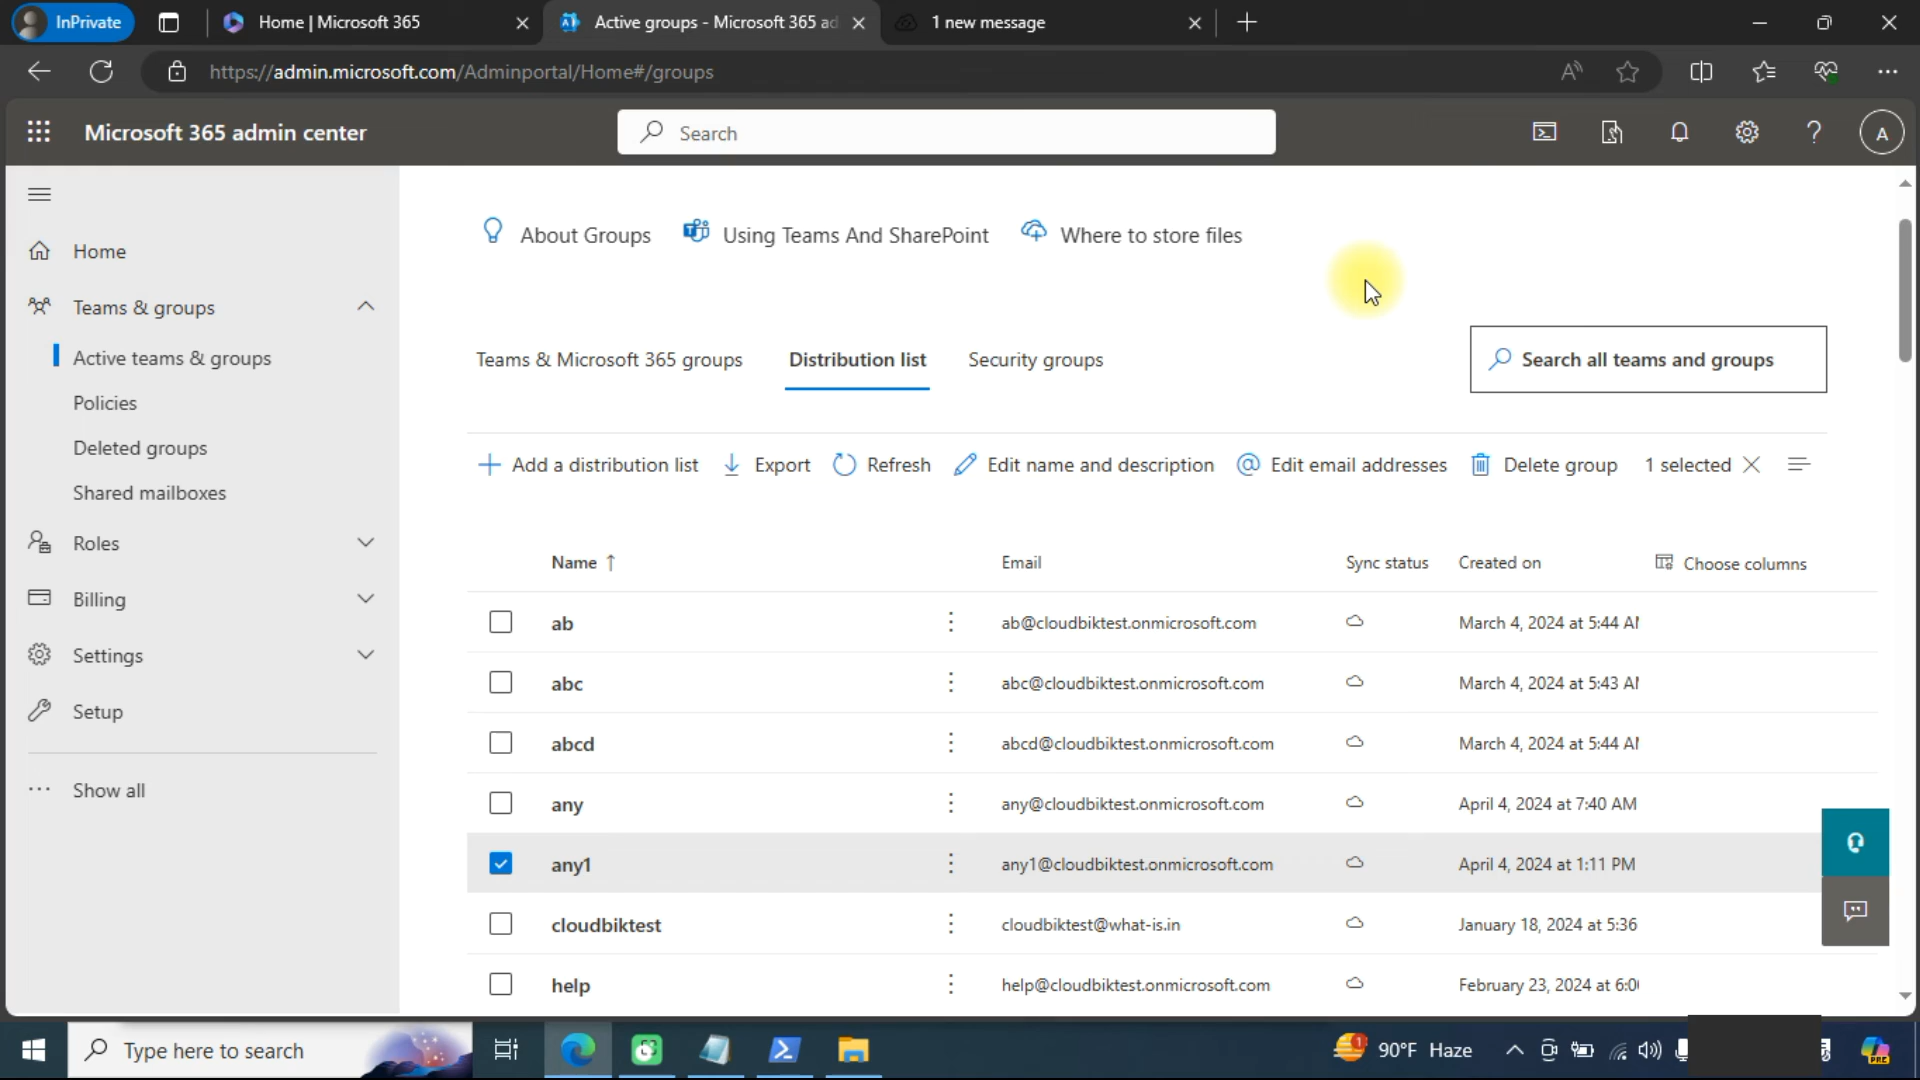 InPrivate
Home | Microsoft 365
Active groups - Microsoft 365 ad
1 new message
https://admin.microsoft.com/Adminportal/Home#/groups
Microsoft 365 admin center
Search
A
Home
Teams & groups
Active teams & groups
Policies
Deleted groups
Shared mailboxes
Roles
Billing
Settings
Setup
Show all
About Groups
Using Teams And SharePoint
Where to store files
Teams & Microsoft 365 groups
Distribution list
Security groups
Search all teams and groups
Add a distribution list
Export
Refresh
Edit name and description
Edit email addresses
Delete group
1 selected
Name ↑ Email Sync status Created on Choose columns
ab ab@cloudbiktest.onmicrosoft.com March 4, 2024 at 5:44 AM
abc abc@cloudbiktest.onmicrosoft.com March 4, 2024 at 5:43 AM
abcd abcd@cloudbiktest.onmicrosoft.com March 4, 2024 at 5:44 AM
any any@cloudbiktest.onmicrosoft.com April 4, 2024 at 7:40 AM
any1 any1@cloudbiktest.onmicrosoft.com April 4, 2024 at 1:11 PM
cloudbiktest cloudbiktest@what-is.in January 18, 2024 at 5:36
help help@cloudbiktest.onmicrosoft.com February 23, 2024 at 6:0
Type here to search
1
90°F Haze
PRE